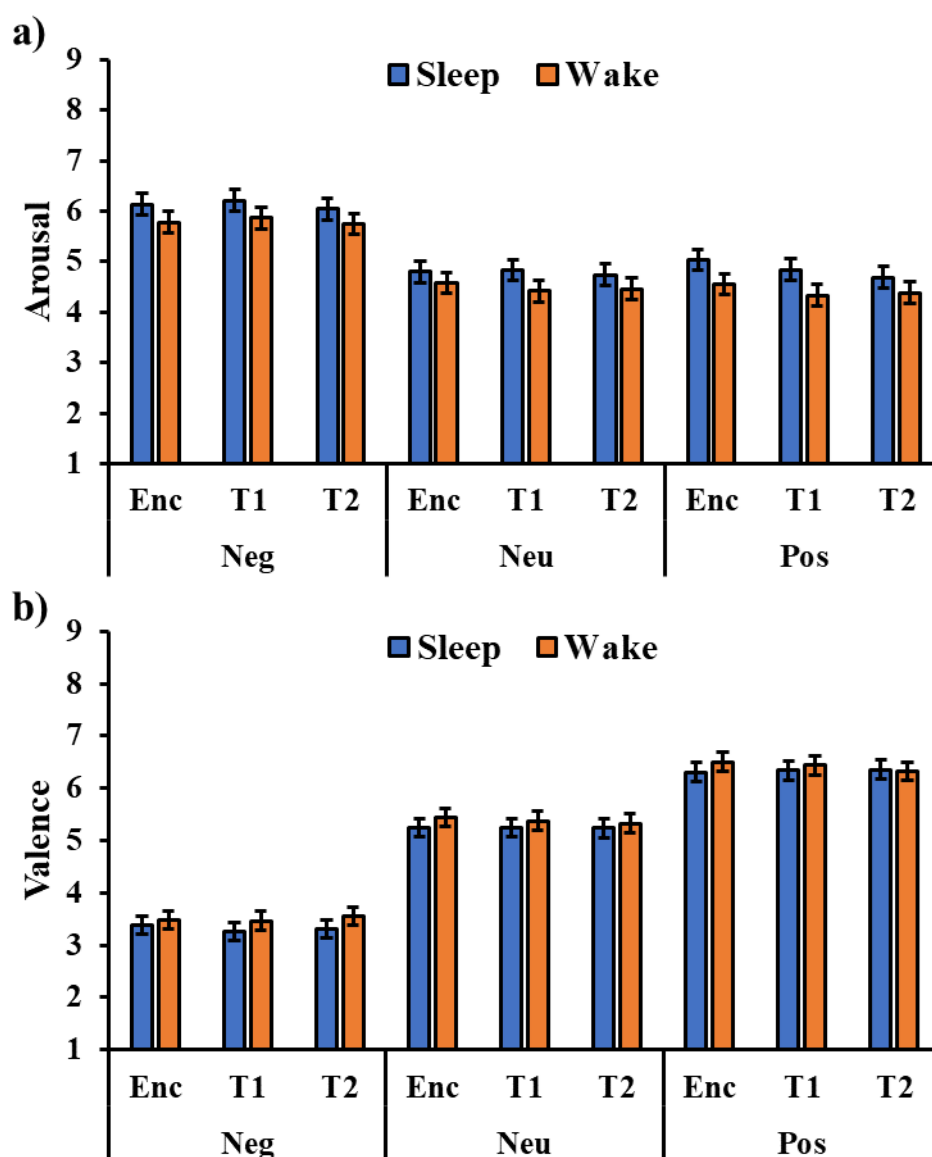 a)
Sleep Wake
Arousal
9
8
7
6
5
4
3
2
1
Enc T1 T2 Enc T1 T2 Enc T1 T2
Neg Neu Pos
b)
Sleep Wake
Valence
9
8
7
6
5
4
3
2
1
Enc T1 T2 Enc T1 T2 Enc T1 T2
Neg Neu Pos